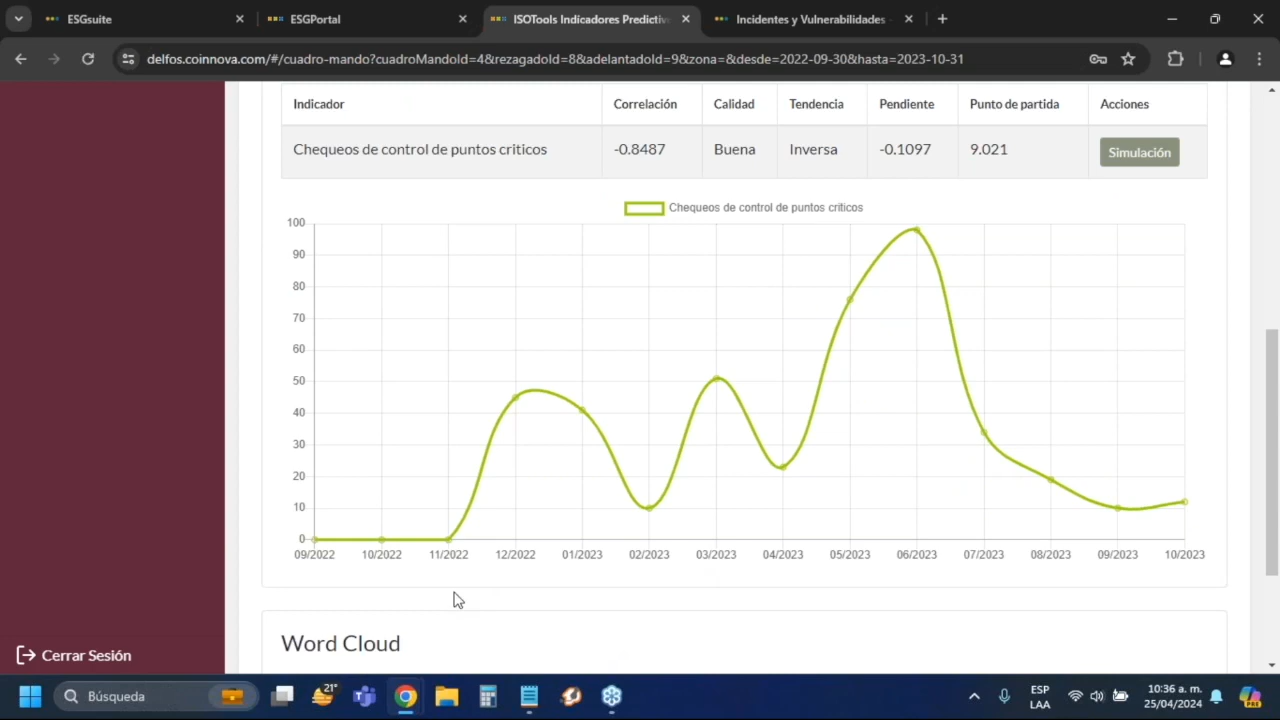 ESGsuite
ESGPortal
ISOTools Indicadores Predictiv
Incidentes y Vulnerabilidades
delfos.coinnova.com/#/cuadro-mando?cuadroMandoId=4&rezagadoId=8&adelantadoId=9&zona=&desde=2022-09-30&hasta=2023-10-31
Indicador Correlación Calidad Tendencia Pendiente Punto de partida Acciones
Chequeos de control de puntos criticos -0.8487 Buena Inversa -0.1097 9.021 Simulación
Chequeos de control de puntos criticos
100
90
80
70
60
50
40
30
20
10
0
09/2022 10/2022 11/2022 12/2022 01/2023 02/2023 03/2023 04/2023 05/2023 06/2023 07/2023 08/2023 09/2023 10/2023
Word Cloud
Cerrar Sesión
Búsqueda
21°
ESP
LAA
10:36 a. m.
25/04/2024
PRE